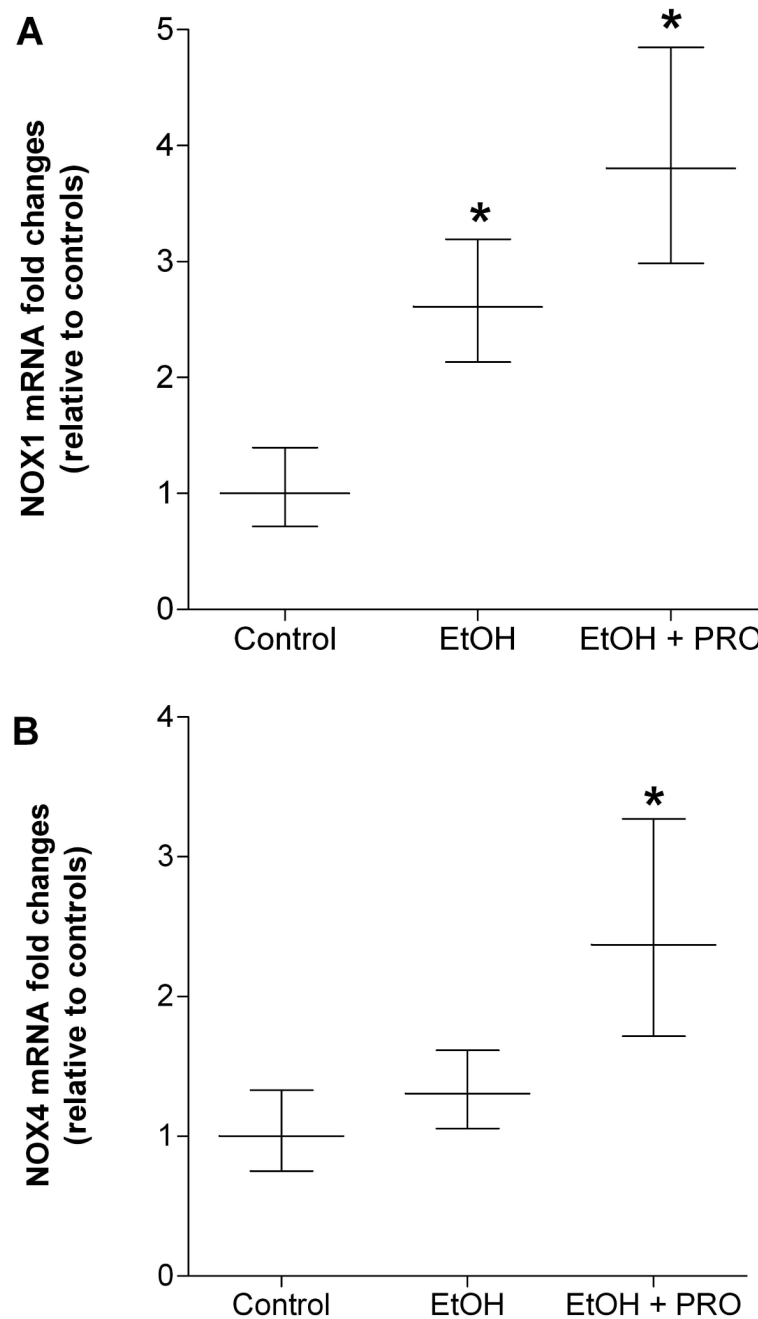 A
NOX1 mRNA fold changes
(relative to controls)
5
4
3
2
1
0
*
*
Control
EtOH
EtOH + PRO
B
NOX4 mRNA fold changes
(relative to controls)
4
3
2
1
0
*
Control
EtOH
EtOH + PRO